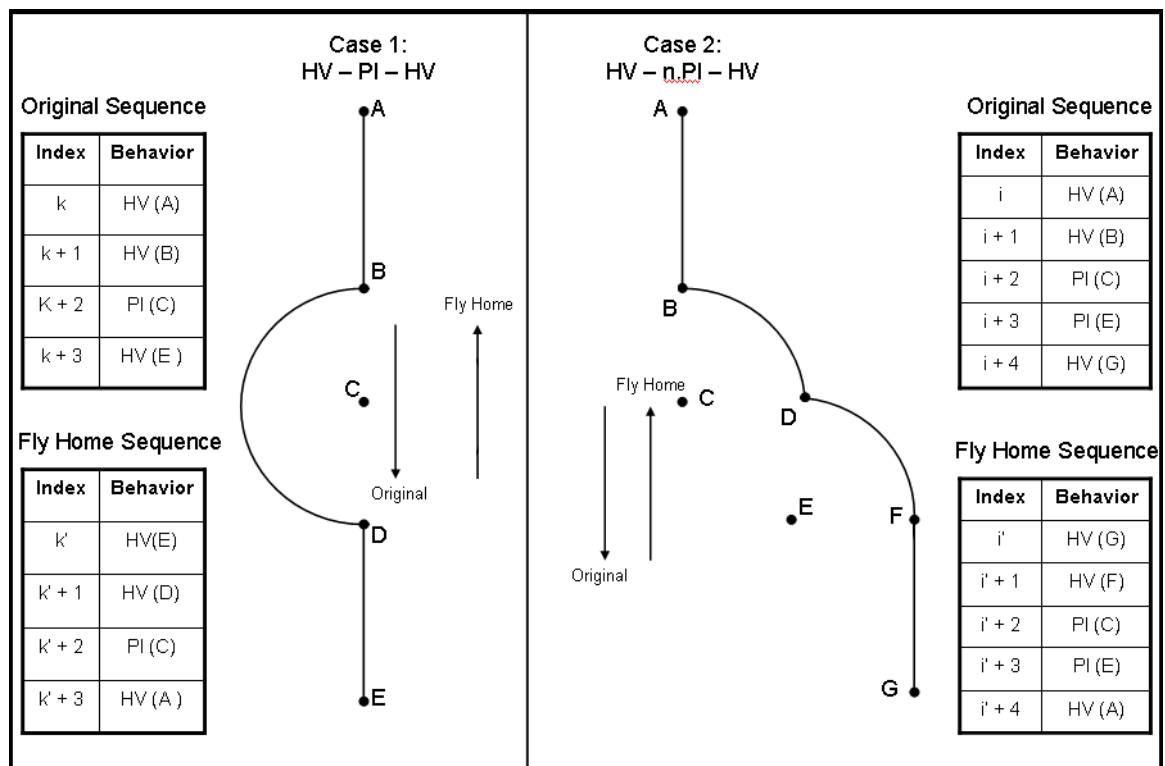 Case 1:
HV – PI – HV
Original Sequence
Index Behavior
k HV (A)
k + 1 HV (B)
K + 2 PI (C)
k + 3 HV (E )
Fly Home Sequence
Index Behavior
k' HV(E)
k' + 1 HV (D)
k' + 2 PI (C)
k' + 3 HV (A )
A
B
Fly Home
C
Original
D
E
Case 2:
HV – n.PI – HV
A
B
Fly Home
C
D
E
F
Original
G
Original Sequence
Index Behavior
i HV (A)
i + 1 HV (B)
i + 2 PI (C)
i + 3 PI (E)
i + 4 HV (G)
Fly Home Sequence
Index Behavior
i' HV (G)
i' + 1 HV (F)
i' + 2 PI (C)
i' + 3 PI (E)
i' + 4 HV (A)